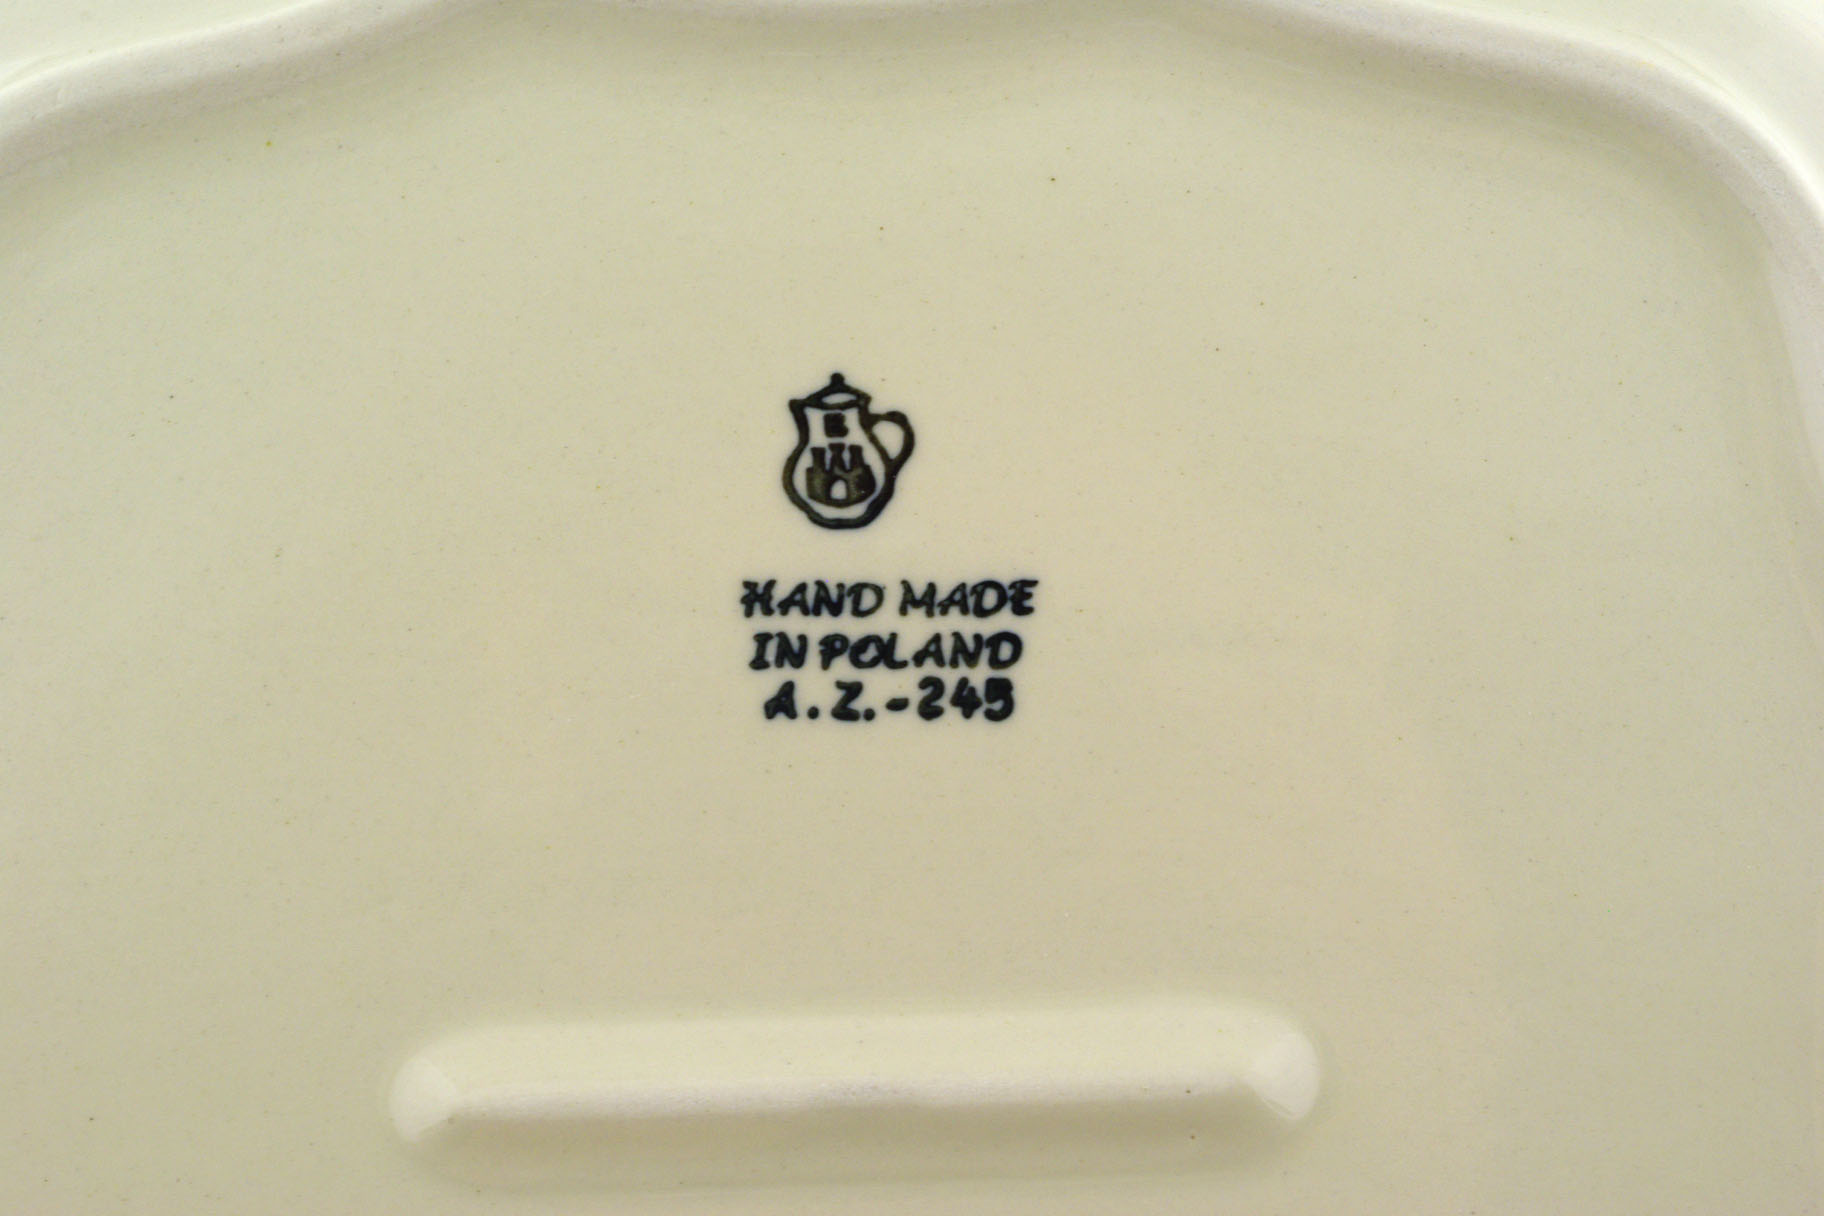 B
HAND MADE
IN POLAND
A.Z.-245